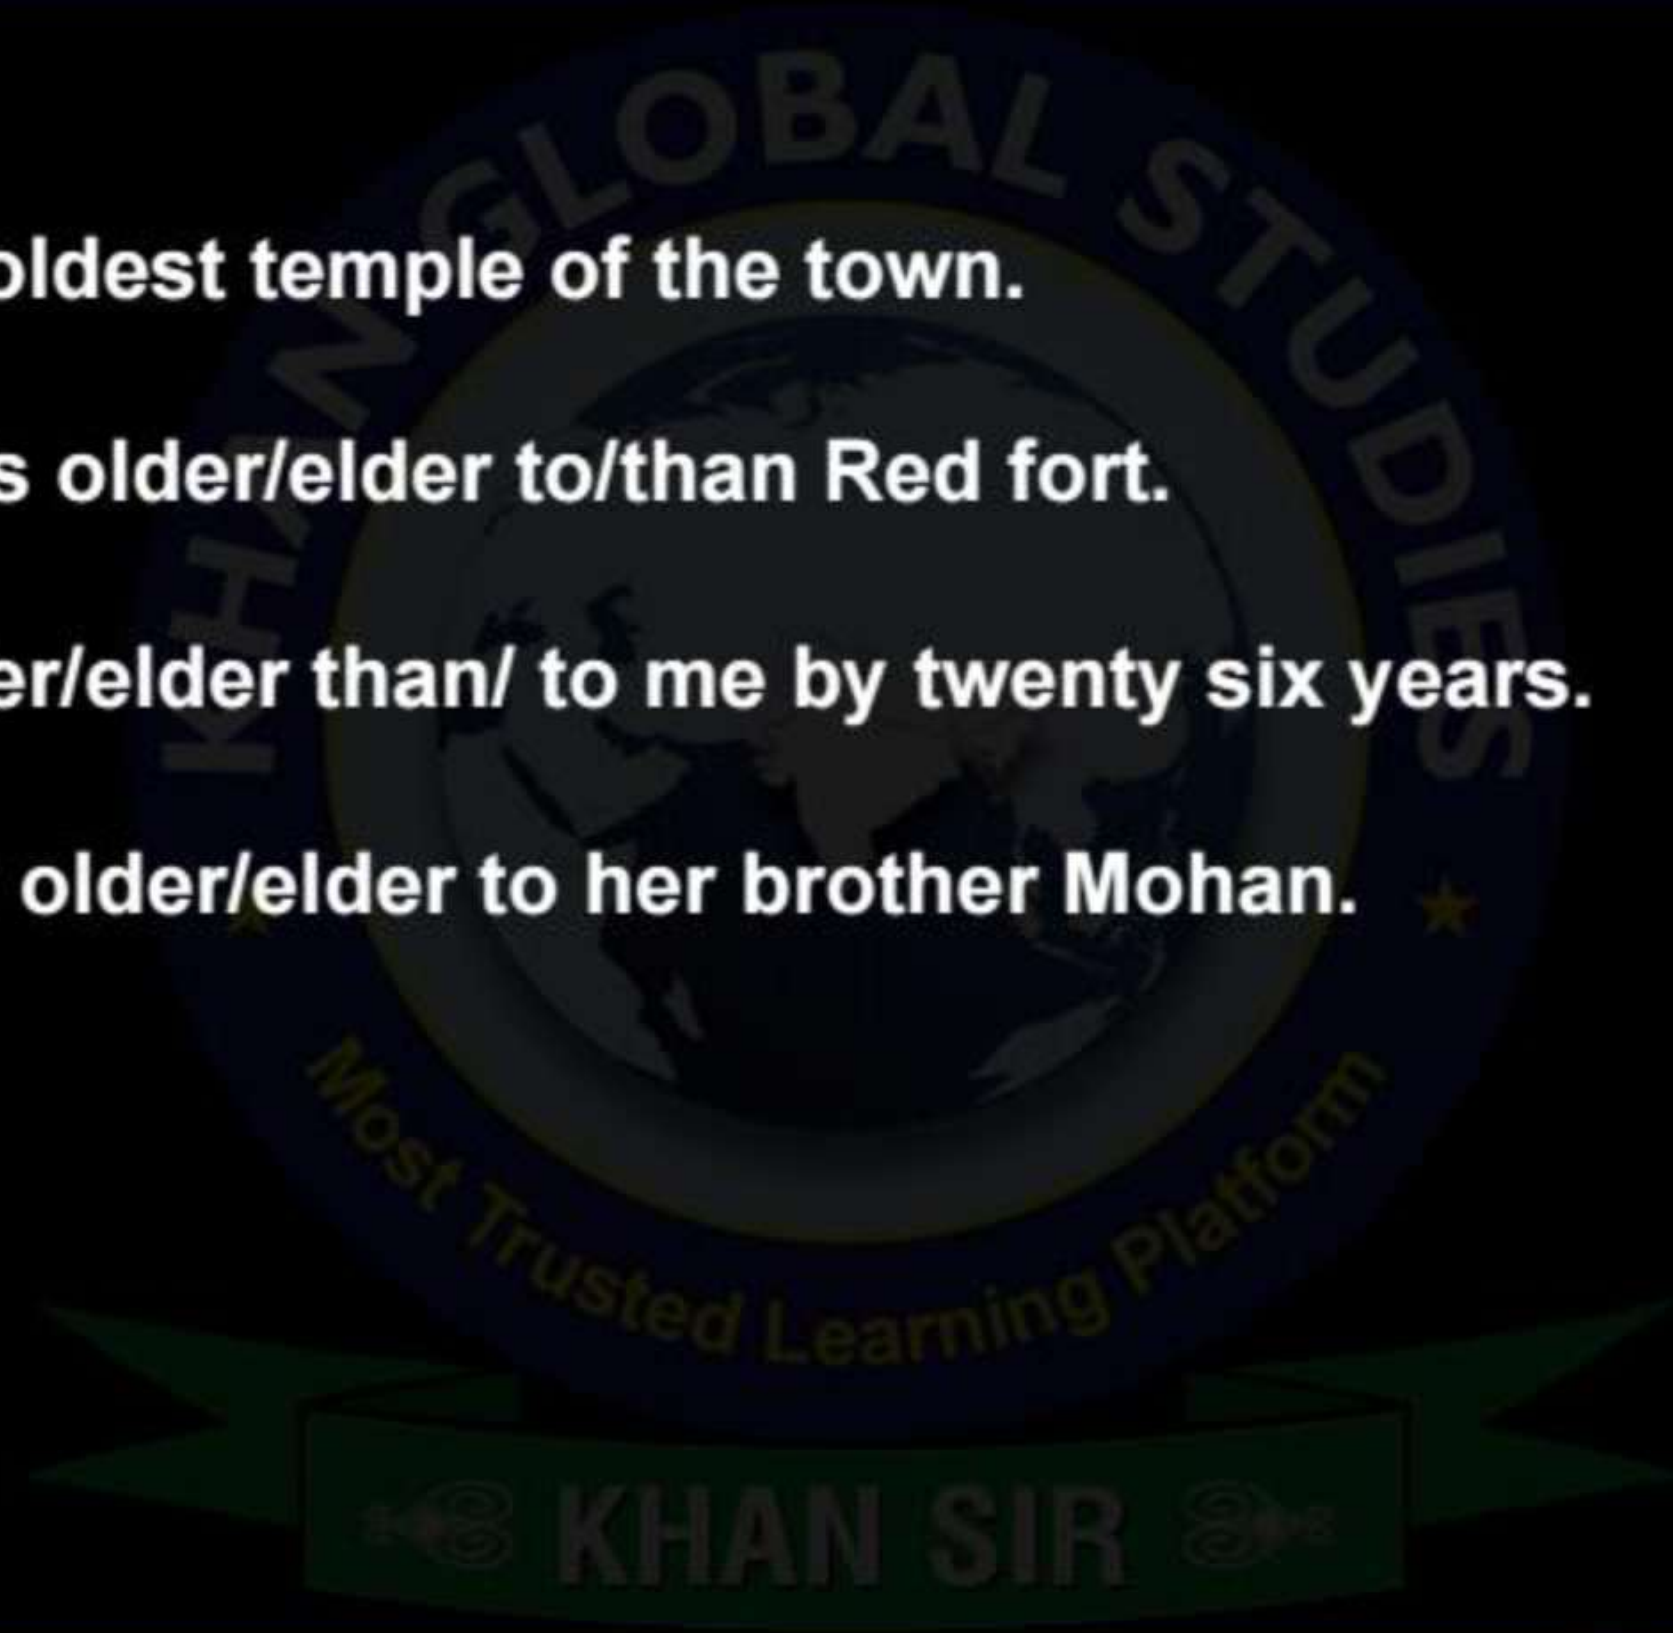 KHAN GLOBAL STUDIES
oldest temple of the town.
s older/elder to/than Red fort.
er/elder than/ to me by twenty six years.
older/elder to her brother Mohan.
Most Trusted Learning Platform
KHAN SIR